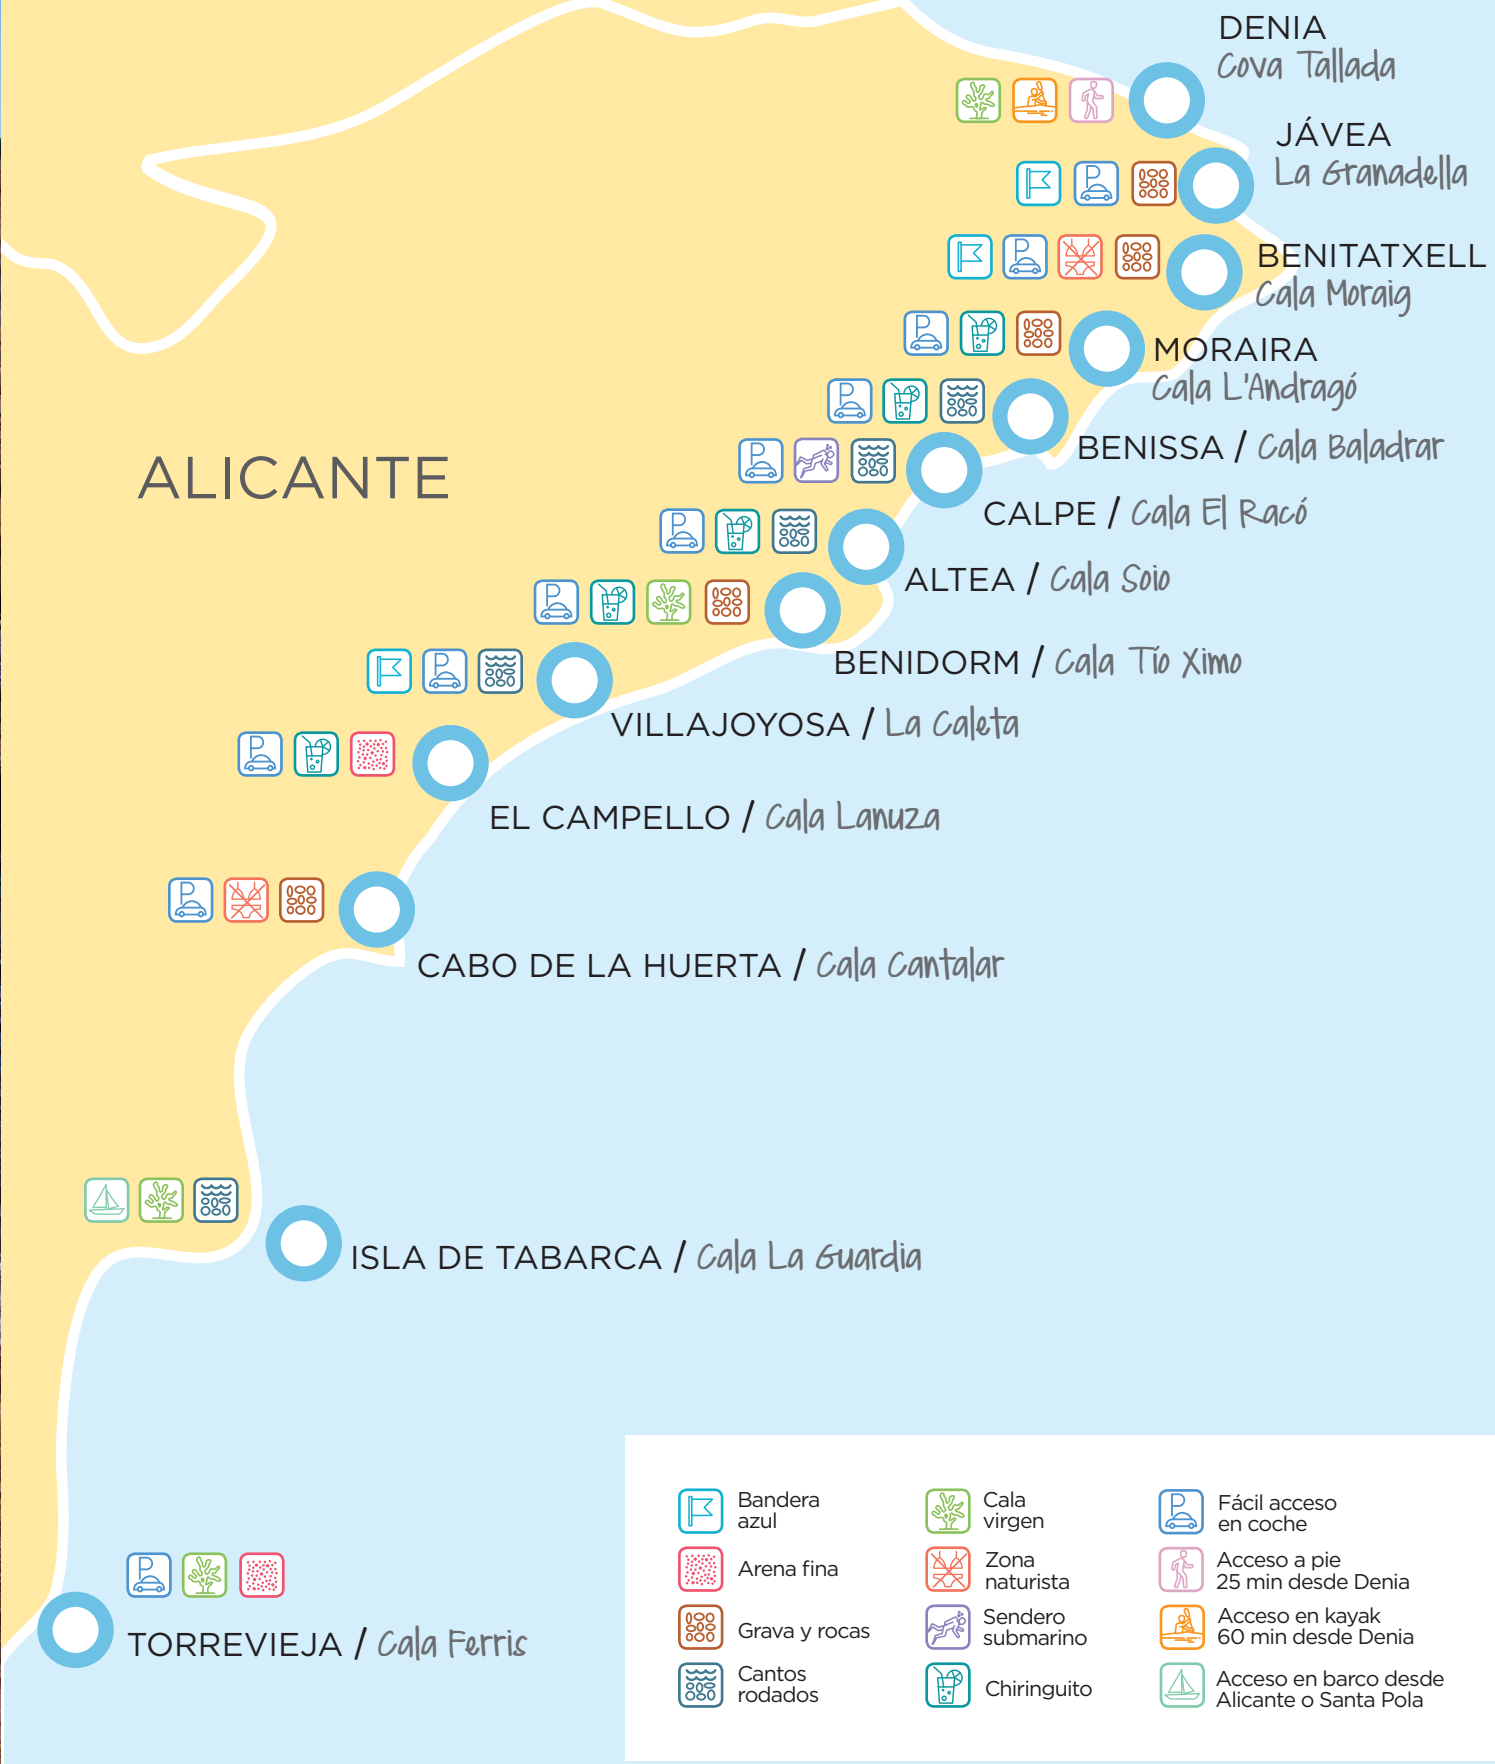 DENIA
Cova Tallada
JÁVEA
La Granadella
BENITATXELL
Cala Moraig
MORAIRA
Cala L'Andragó
BENISSA / Cala Baladrar
ALICANTE
CALPE / Cala El Racó
ALTEA / Cala Soio
BENIDORM / Cala Tío Ximo
VILLAJOYOSA / La Caleta
EL CAMPELLO / Cala Lanuza
CABO DE LA HUERTA / Cala Cantalar
ISLA DE TABARCA / Cala La Guardia
TORREVIEJA / Cala Ferris
Bandera
azul
Arena fina
Grava y rocas
Cantos
rodados
Cala
virgen
Zona
naturista
Sendero
submarino
Chiringuito
Fácil acceso
en coche
Acceso a pie
25 min desde Denia
Acceso en kayak
60 min desde Denia
Acceso en barco desde
Alicante o Santa Pola